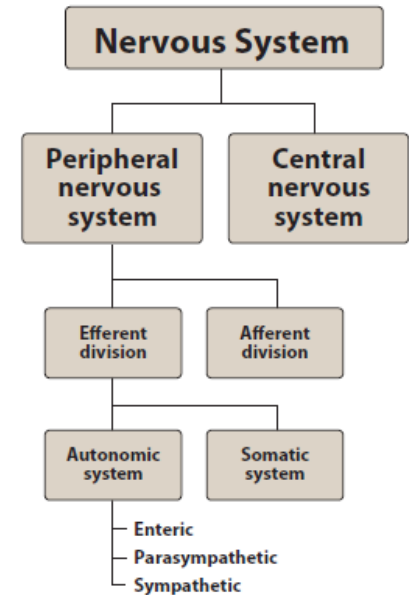 Nervous System
Peripheral
nervous
system
Central
nervous
system
Efferent
division
Afferent
division
Autonomic
system
Somatic
system
Enteric
Parasympathetic
Sympathetic